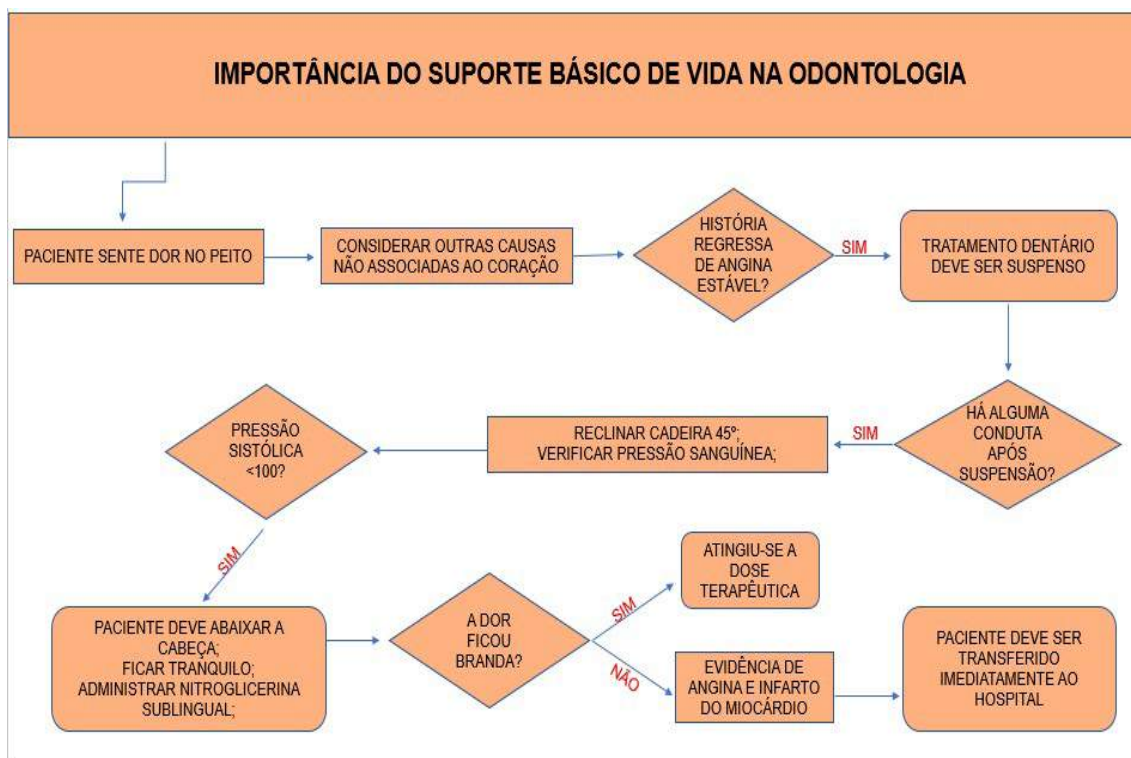 IMPORTÂNCIA DO SUPORTE BÁSICO DE VIDA NA ODONTOLOGIA
PACIENTE SENTE DOR NO PEITO
CONSIDERAR OUTRAS CAUSAS
NÃO ASSOCIADAS AO CORAÇÃO
HISTÓRIA
REGRESSA
DE ANGINA
ESTÁVEL?
SIM
TRATAMENTO DENTÁRIO
DEVE SER SUSPENSO
HÁ ALGUMA
CONDUTA
APÓS
SUSPENSÃO?
SIM
RECLINAR CADEIRA 45º;
VERIFICAR PRESSÃO SANGUÍNEA;
PRESSÃO
SISTÓLICA
<100?
SIM
PACIENTE DEVE ABAIXAR A
CABEÇA;
FICAR TRANQUILO;
ADMINISTRAR NITROGLICERINA
SUBLINGUAL;
A DOR
FICOU
BRANDA?
SIM
ATINGIU-SE A
DOSE
TERAPÊUTICA
NÃO
EVIDÊNCIA DE
ANGINA E INFARTO
DO MIOCÁRDIO
PACIENTE DEVE SER
TRANSFERIDO
IMEDIATAMENTE AO
HOSPITAL